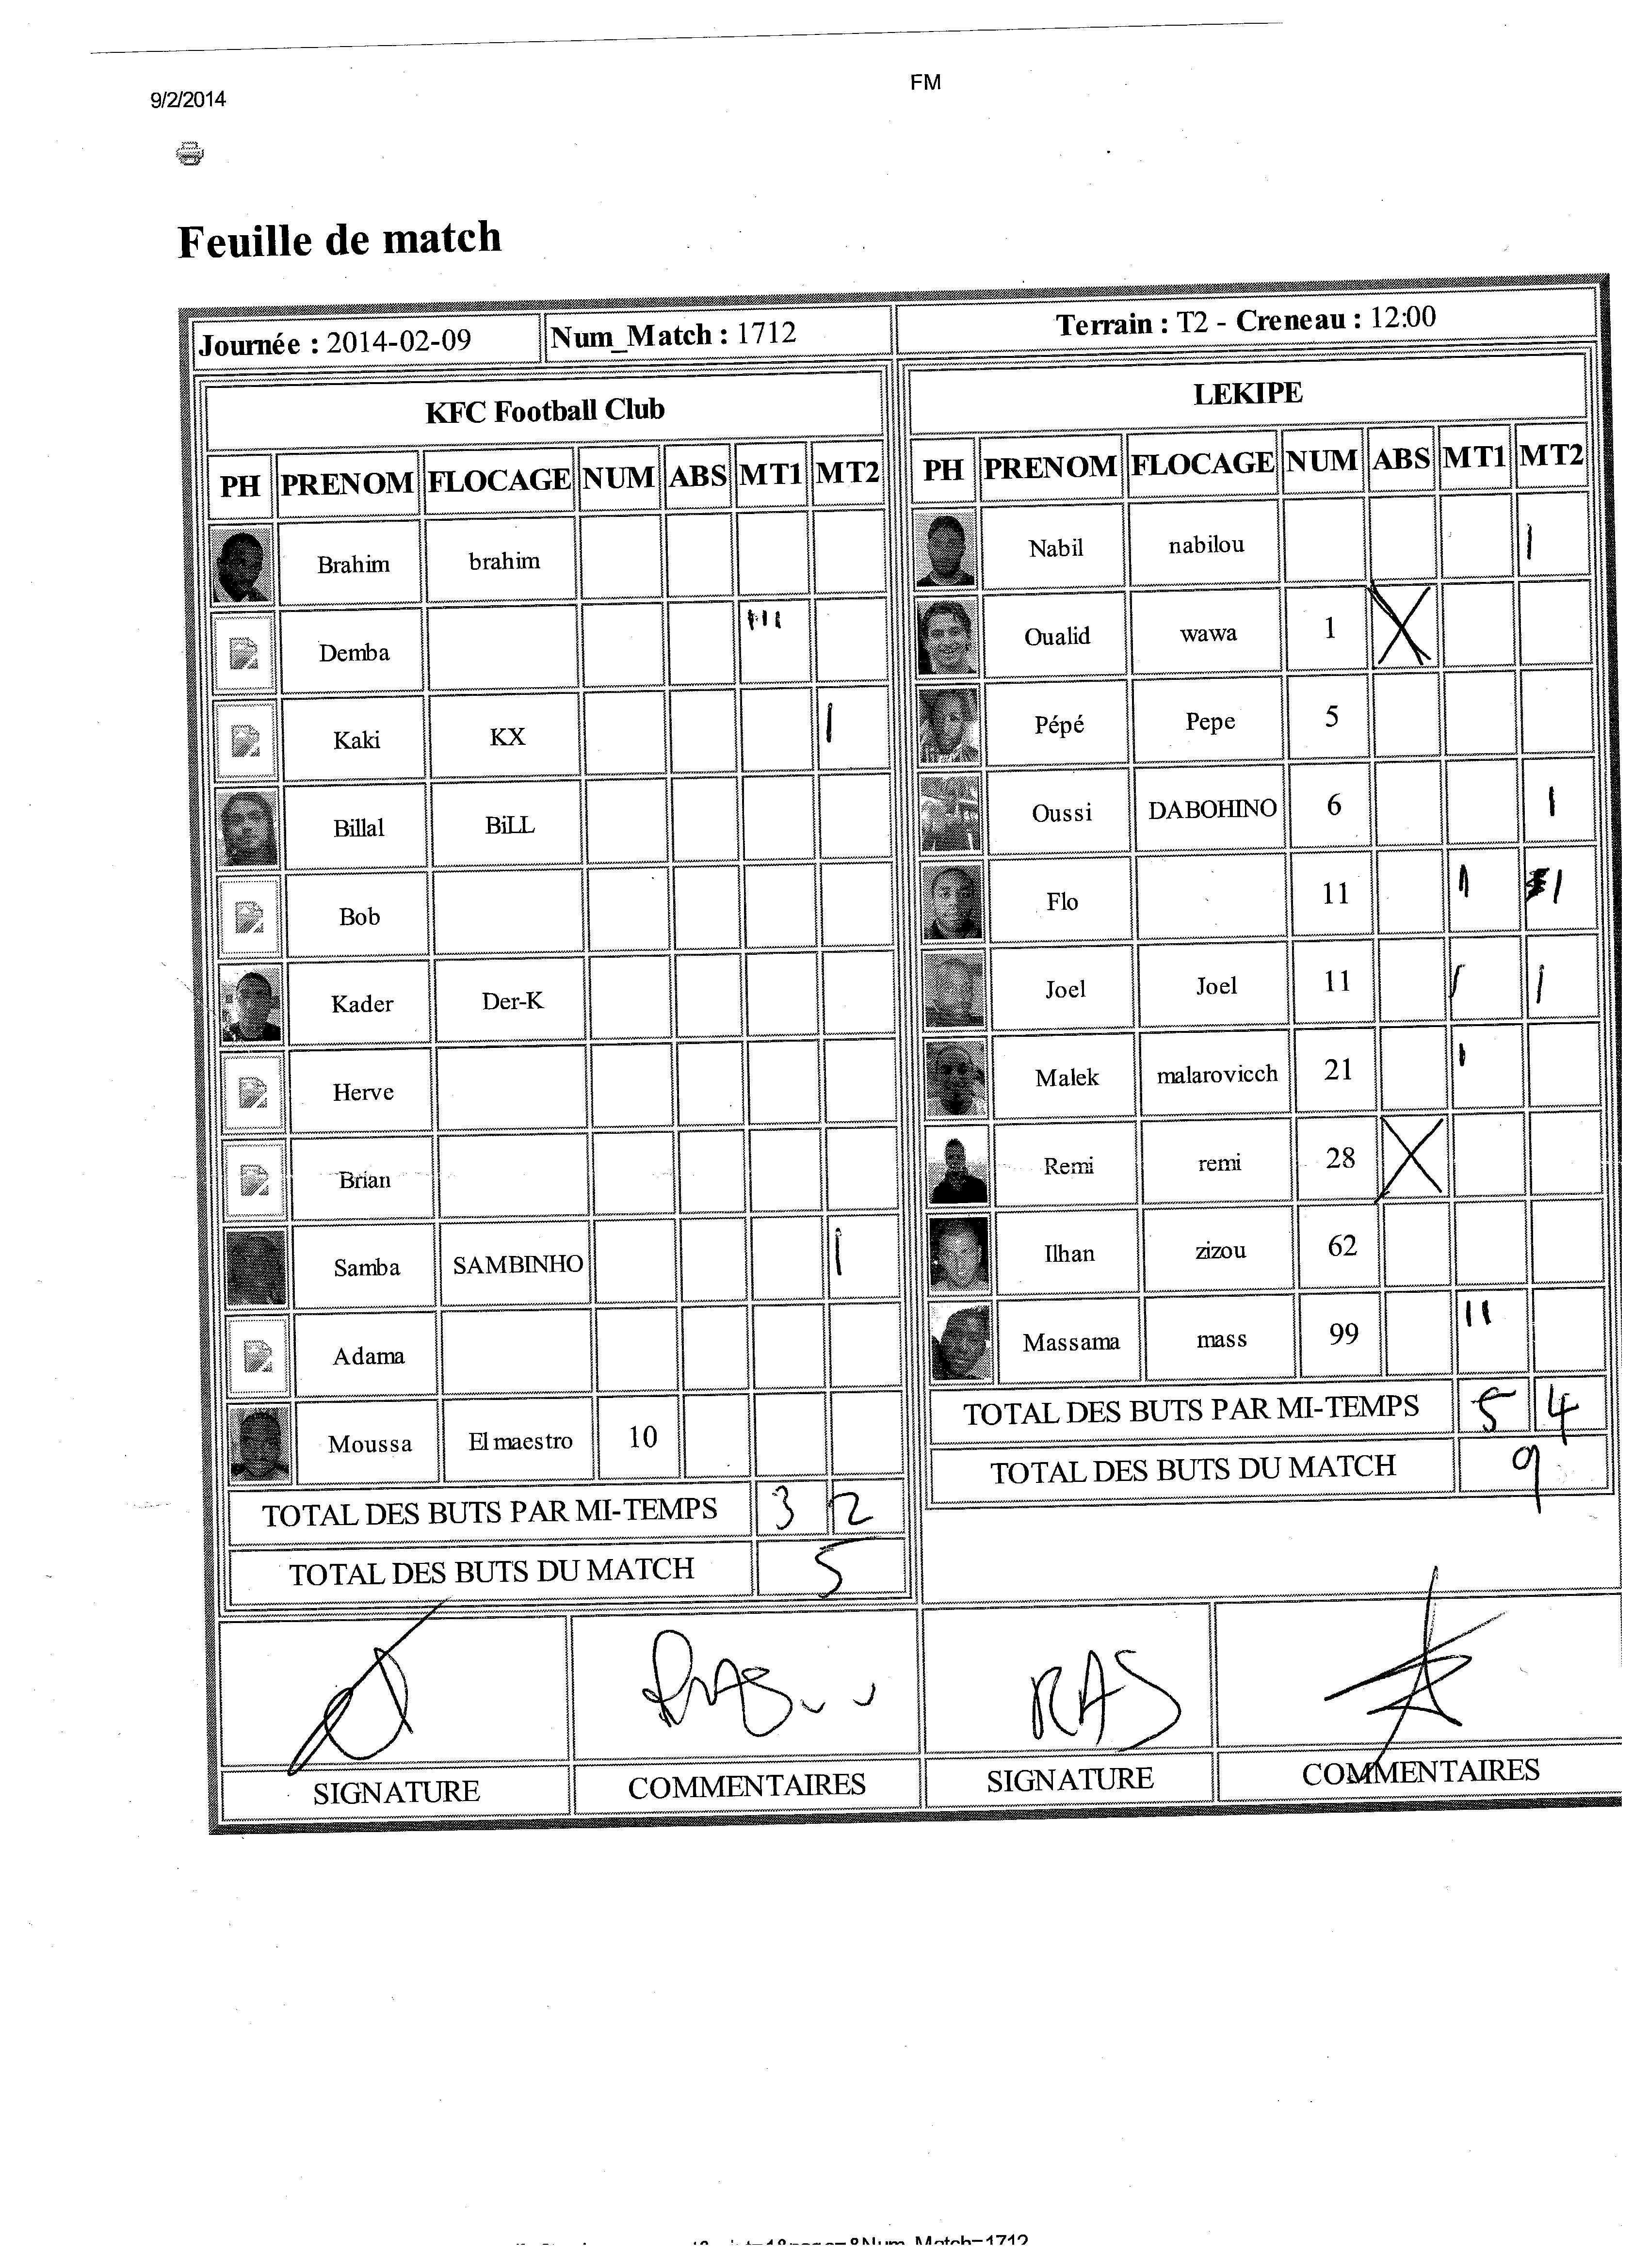 9/2/2014
FM
Feuille de match
Journée : 2014-02-09 Num_Match : 1712 Terrain : T2 - Creneau : 12:00
KFC Football Club
PH PRENOM FLOCAGE NUM ABS MT1 MT2
Brahim brahim
Demba III
Kaki KX I
Billal BiLL
Bob
Kader Der-K
Herve
Brian
Samba SAMBINHO I
Adama
Moussa El maestro 10
TOTAL DES BUTS PAR MI-TEMPS 3 2
TOTAL DES BUTS DU MATCH 5
LEKIPE
PH PRENOM FLOCAGE NUM ABS MT1 MT2
Nabil nabilou I
Oualid wawa 1 X
Pépé Pepe 5
Oussi DABOHINO 6 I
Flo 11 I I
Joel Joel 11 I I
Malek malarovicch 21 I
Remi remi 28 X
Ilhan zizou 62
Massama mass 99 II
TOTAL DES BUTS PAR MI-TEMPS 5 4
TOTAL DES BUTS DU MATCH 9
RAS
SIGNATURE COMMENTAIRES SIGNATURE COMMENTAIRES
Num_Match=1712